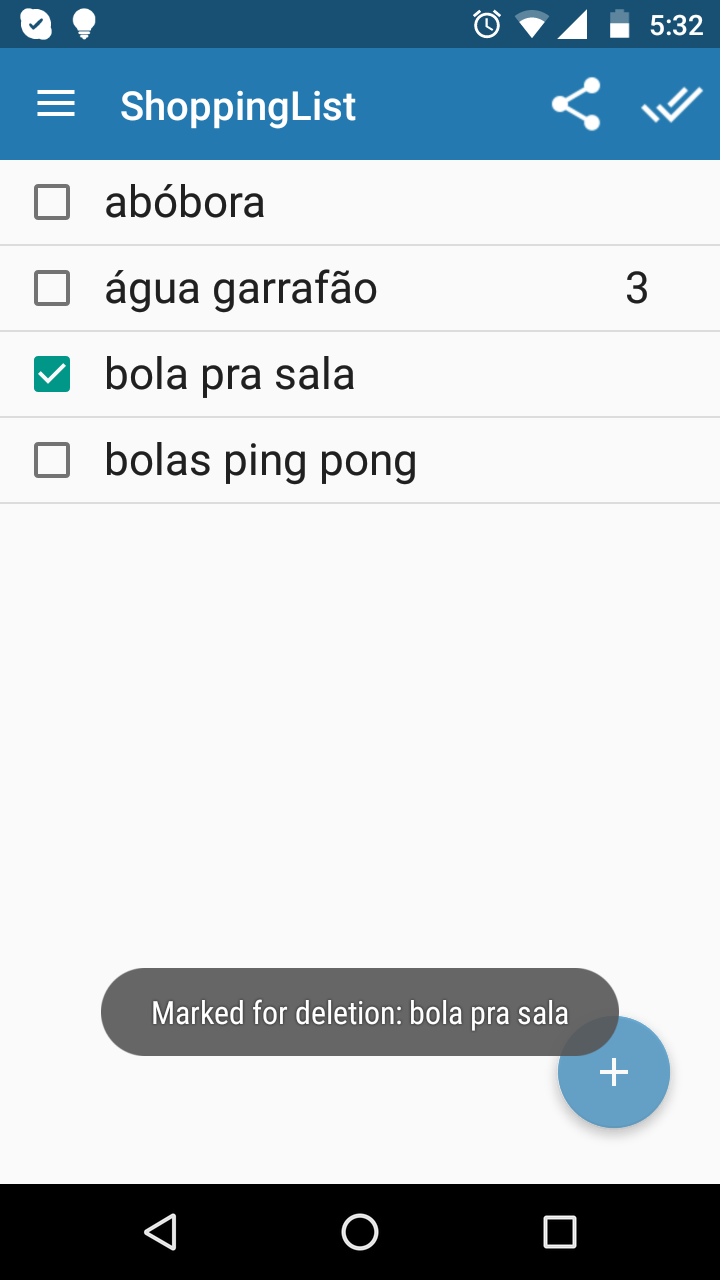 5:32
ShoppingList
abóbora
água garrafão 3
bola pra sala
bolas ping pong
Marked for deletion: bola pra sala